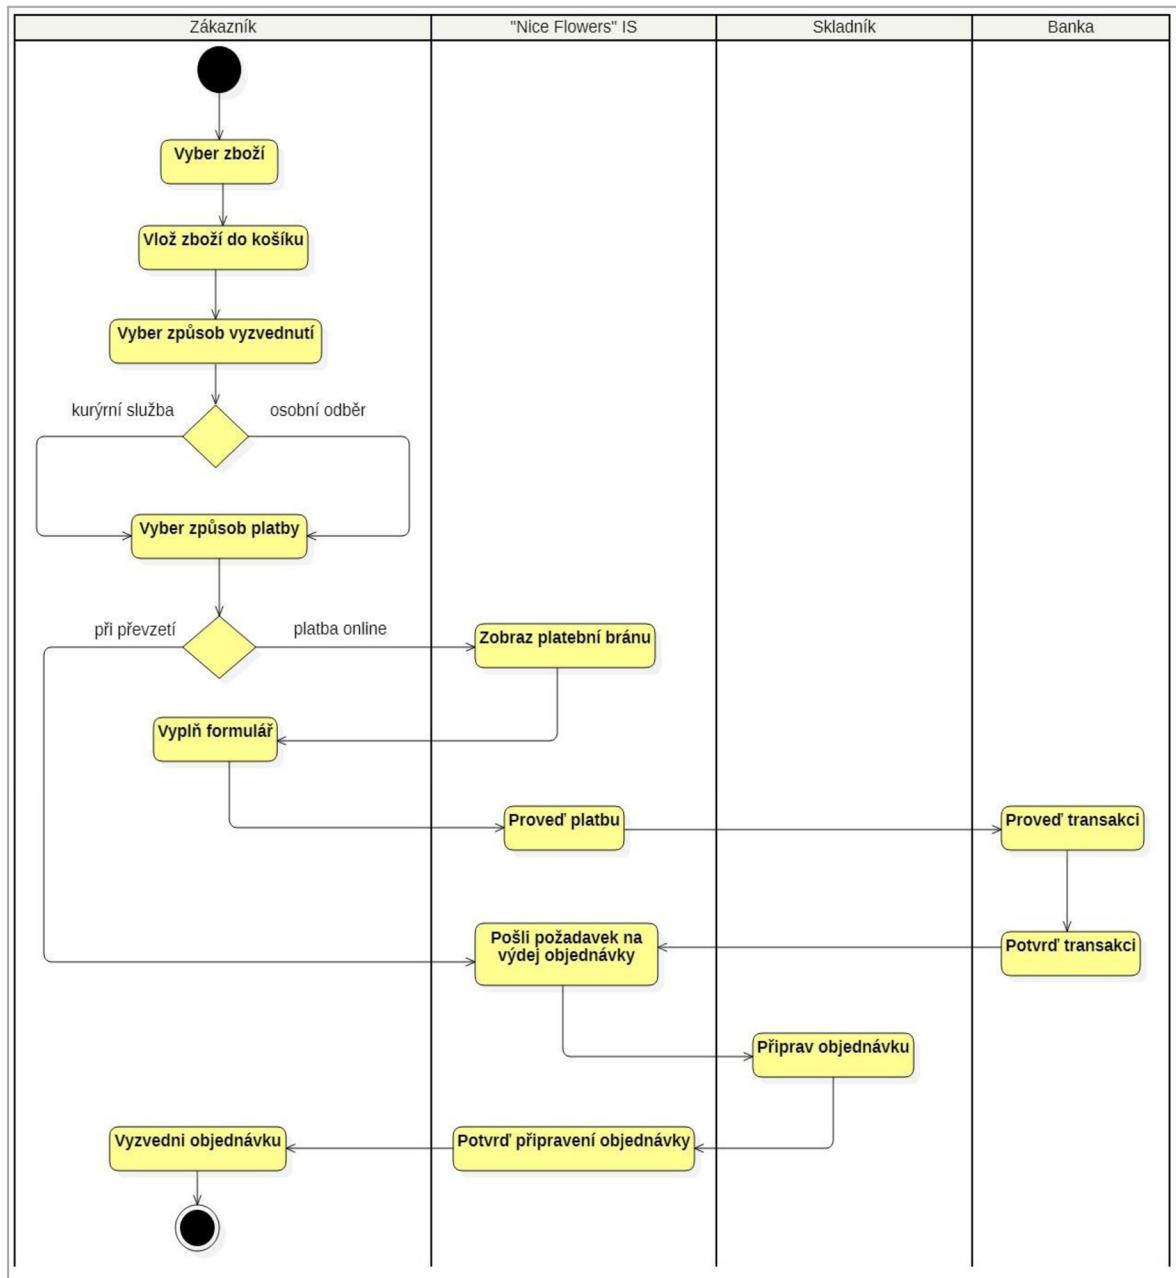 Zákazník
"Nice Flowers" IS
Skladník
Banka
Vyber zboží
Vlož zboží do košíku
Vyber způsob vyzvednutí
kurýrní služba
osobní odběr
Vyber způsob platby
při převzetí
platba online
Zobraz platební bránu
Vyplň formulář
Proveď platbu
Proveď transakci
Pošli požadavek na
výdej objednávky
Potvrď transakci
Připrav objednávku
Vyzvedni objednávku
Potvrď připravení objednávky